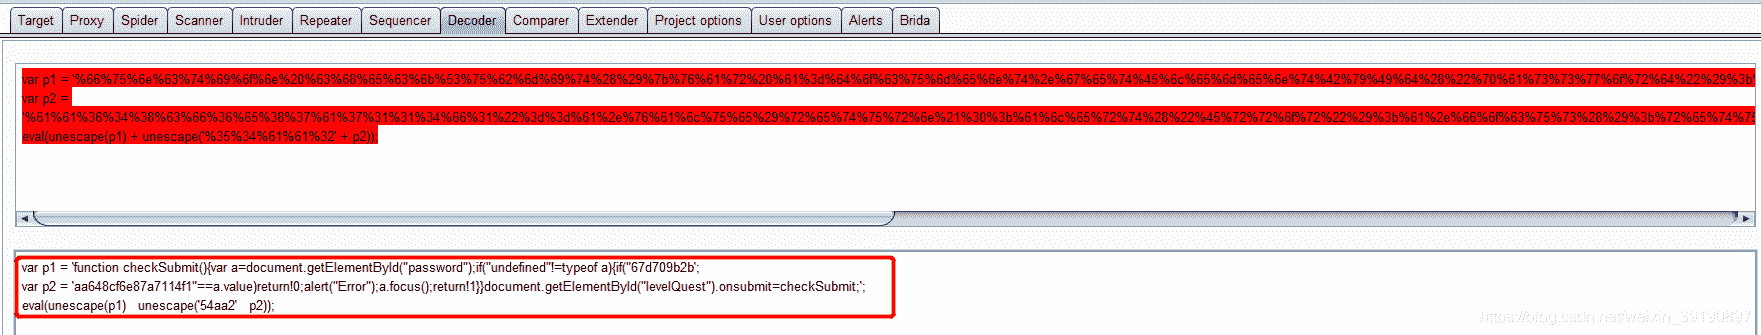 Target Proxy Spider Scanner Intruder Repeater Sequencer Decoder Comparer Extender Project options User options Alerts Brida
var p1 = '%66%75%6e%63%74%69%6f%6e%20%63%68%65%63%6b%53%75%62%6d%69%74%28%29%7b%76%61%72%20%61%3d%64%6f%63%75%6d%65%6e%74%2e%67%65%74%45%6c%65%6d%65%6e%74%42%79%49%64%28%22%70%61%73%73%77%6f%72%64%22%29%3b
var p2 =
'%61%61%36%34%38%63%66%36%65%38%37%61%37%31%31%34%66%31%22%3d%3d%61%2e%76%61%6c%75%65%29%72%65%74%75%72%6e%21%30%3b%61%6c%65%72%74%28%22%45%72%72%6f%72%22%29%3b%61%2e%66%6f%63%75%73%28%29%3b%72%65%74%75
eval(unescape(p1) + unescape('%35%34%61%61%32' + p2));
var p1 = 'function checkSubmit(){var a=document.getElementById("password");if("undefined"!=typeof a){if("67d709b2b';
var p2 = 'aa648cf6e87a7114f1"==a.value)return!0;alert("Error");a.focus();return!1}}document.getElementById("levelQuest").onsubmit=checkSubmit;';
eval(unescape(p1) unescape('54aa2' p2));
https://blog.csdn.net/weixin_39190897